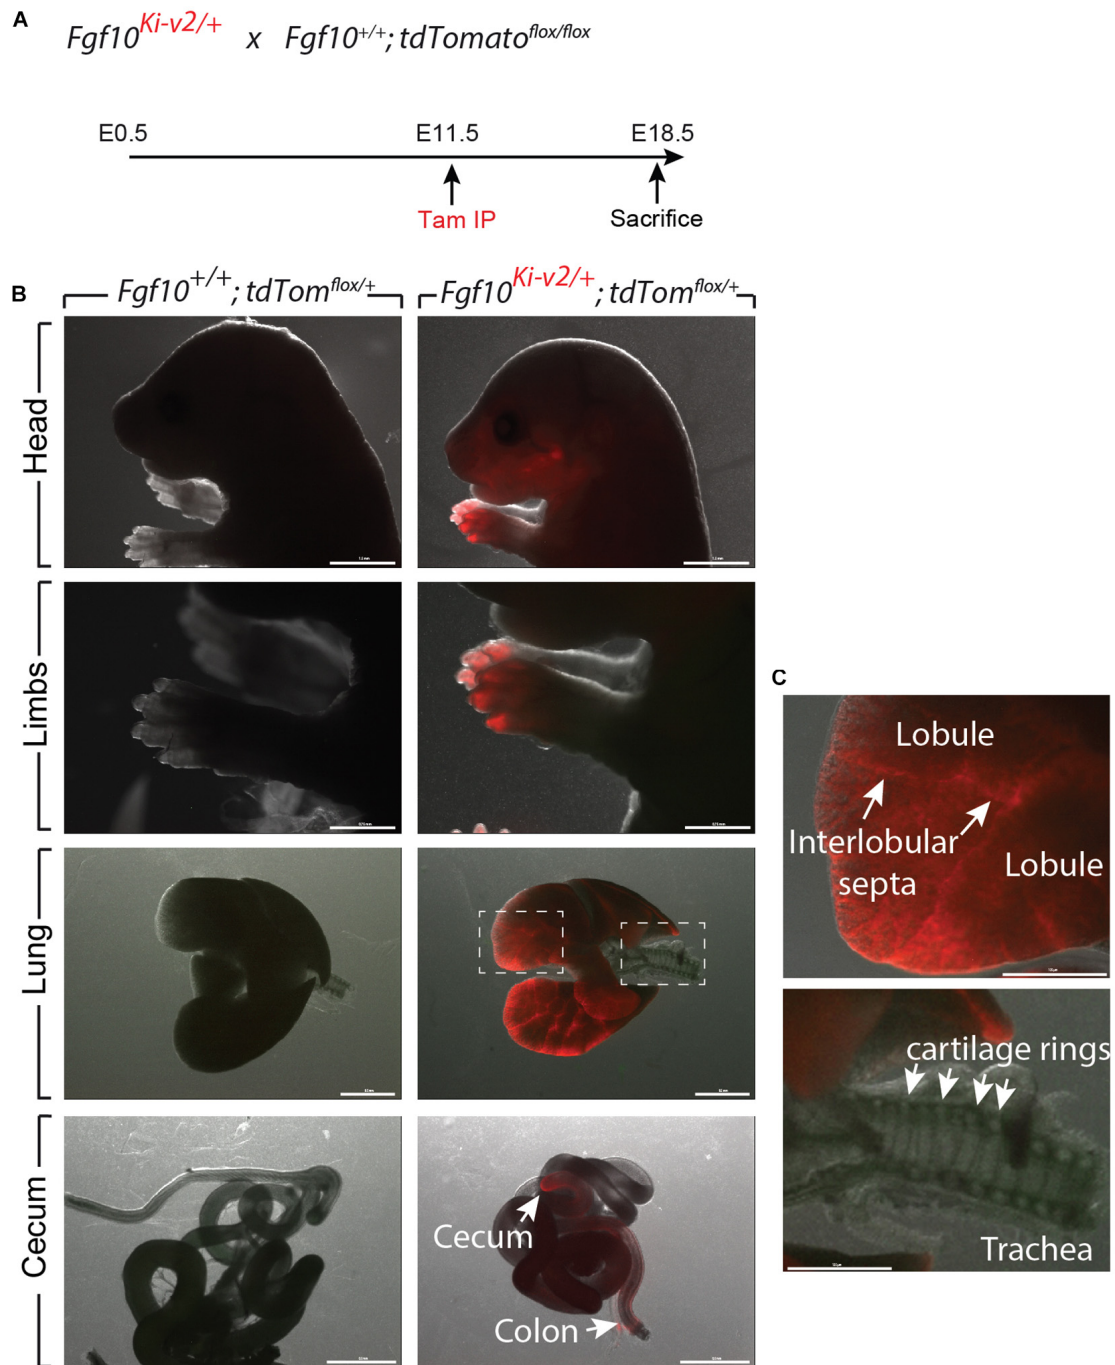 A
Fgf10Ki-v2/+ x Fgf10+/+; tdTomatoflox/flox
E0.5 E11.5 E18.5
Tam IP Sacrifice
B
Fgf10+/+; tdTomflox/+ Fgf10Ki-v2/+; tdTomflox/+
Head
Limbs
Lung
Cecum
Cecum
Colon
C
Lobule
Interlobular
septa
Lobule
cartilage rings
Trachea